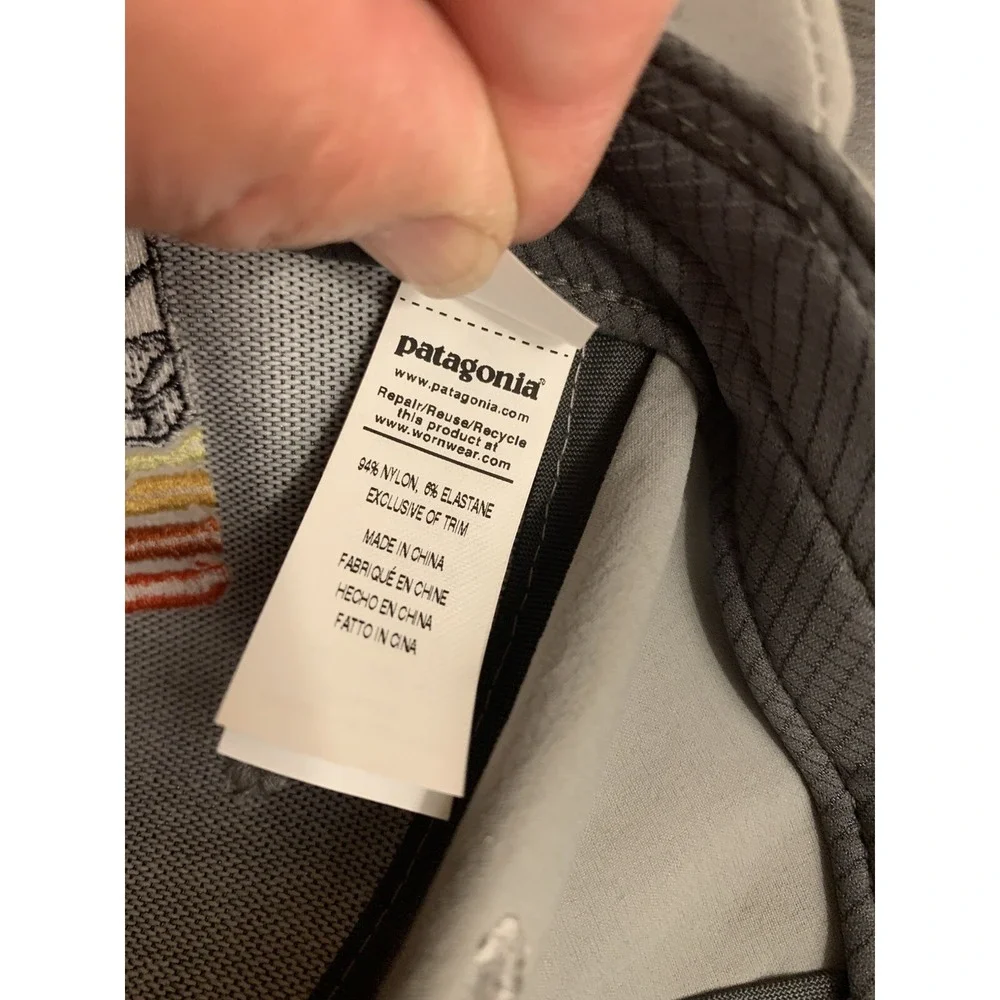 patagonia®
www.patagonia.com
Repair/Reuse/Recycle
this product at
www.wornwear.com
94% NYLON, 6% ELASTANE
EXCLUSIVE OF TRIM
MADE IN CHINA
FABRIQUÉ EN CHINE
HECHO EN CHINA
FATTO IN CINA